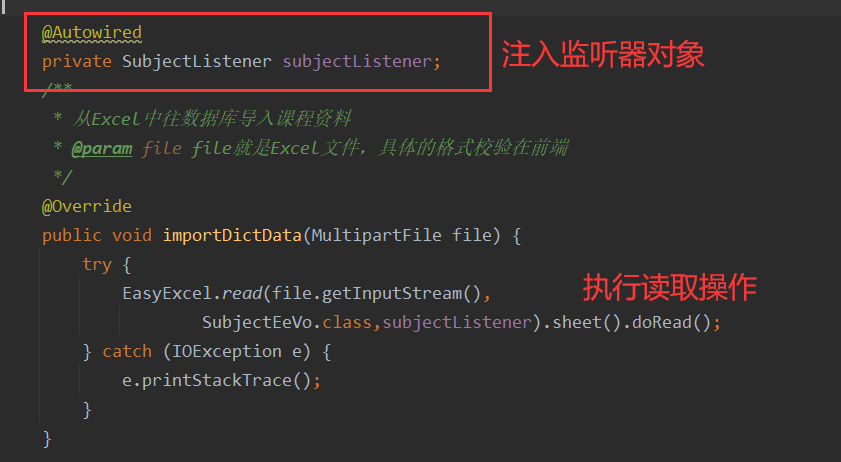 @Autowired
private SubjectListener subjectListener;
注入监听器对象
/**
* 从Excel中往数据库导入课程资料
* @param file file就是Excel文件，具体的格式校验在前端
*/
@Override
public void importDictData(MultipartFile file) {
try {
EasyExcel.read(file.getInputStream(),
执行读取操作
SubjectEeVo.class,subjectListener).sheet().doRead();
} catch (IOException e) {
e.printStackTrace();
}
}